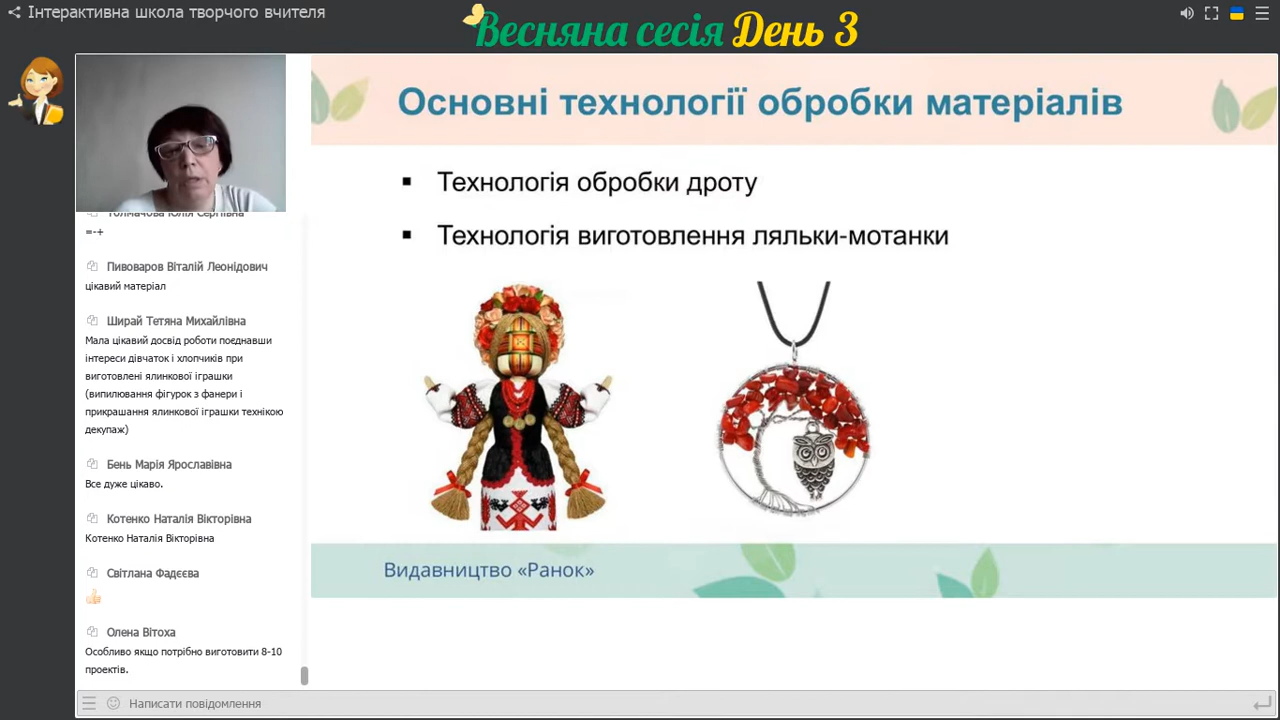 Інтерактивна школа творчого вчителя
Весняна сесія День 3
Основні технології обробки матеріалів
▪ Технологія обробки дроту
▪ Технологія виготовлення ляльки-мотанки
Видавництво «Ранок»
Толмачова Юлія Сергіївна
=-+
Пивоваров Віталій Леонідович
цікавий матеріал
Ширай Тетяна Михайлівна
Мала цікавий досвід роботи поєднавши
інтереси дівчаток і хлопчиків при
виготовлені ялинкової іграшки
(випилювання фігурок з фанери і
прикрашання ялинкової іграшки технікою
декупаж)
Бень Марія Ярославівна
Все дуже цікаво.
Котенко Наталія Вікторівна
Котенко Наталія Вікторівна
Світлана Фадєєва
Олена Вітоха
Особливо якщо потрібно виготовити 8-10
проектів.
Написати повідомлення